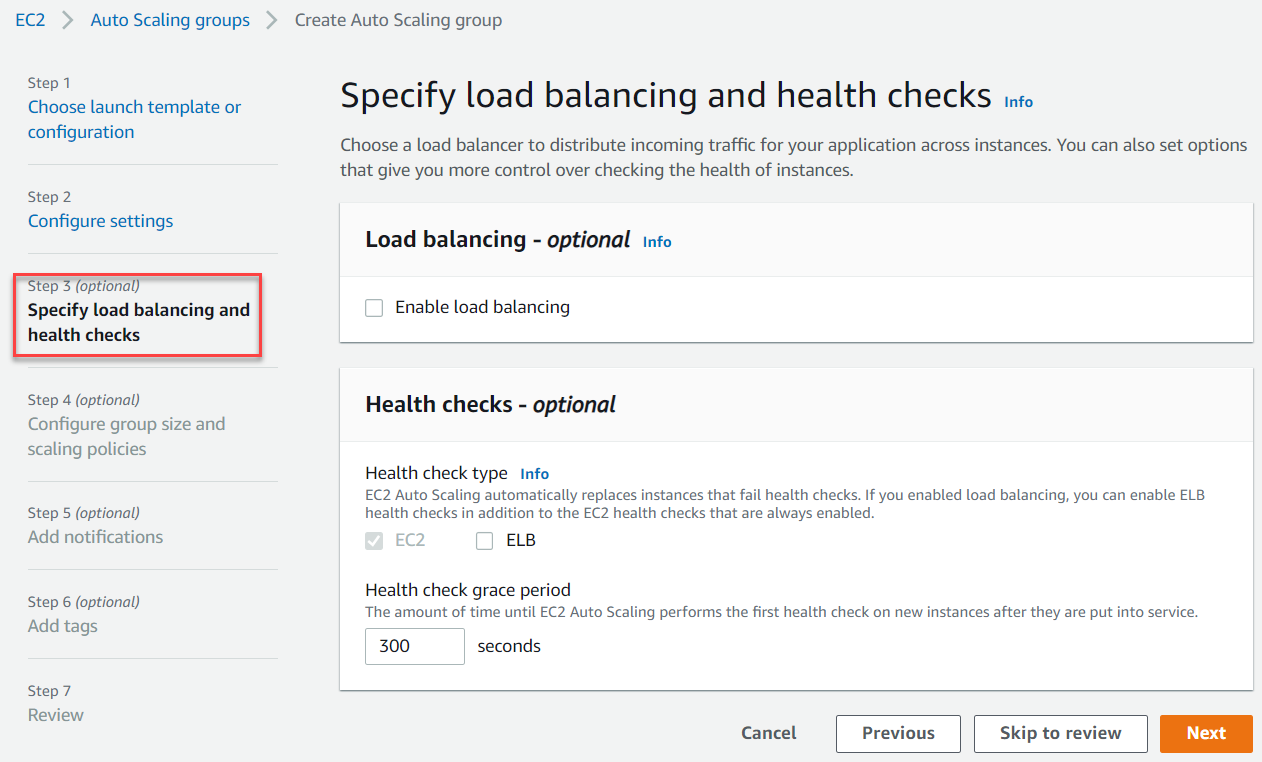 EC2 > Auto Scaling groups > Create Auto Scaling group
Step 1
Choose launch template or
configuration
Step 2
Configure settings
Step 3 (optional)
Specify load balancing and
health checks
Step 4 (optional)
Configure group size and
scaling policies
Step 5 (optional)
Add notifications
Step 6 (optional)
Add tags
Step 7
Review
Specify load balancing and health checks Info
Choose a load balancer to distribute incoming traffic for your application across instances. You can also set options
that give you more control over checking the health of instances.
Load balancing - optional Info
Enable load balancing
Health checks - optional
Health check type Info
EC2 Auto Scaling automatically replaces instances that fail health checks. If you enabled load balancing, you can enable ELB
health checks in addition to the EC2 health checks that are always enabled.
EC2 ELB
Health check grace period
The amount of time until EC2 Auto Scaling performs the first health check on new instances after they are put into service.
300 seconds
Cancel Previous Skip to review Next